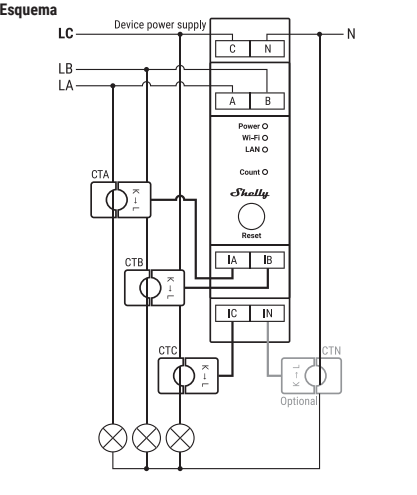 Esquema
LC Device power supply N
C N
LB
LA
A B
Power
Wi-Fi
LAN
Count
Shelly
Reset
CTA
K → L
IA IB
CTB
K → L
IC IN
CTC
K → L
CTN
K → L
Optional